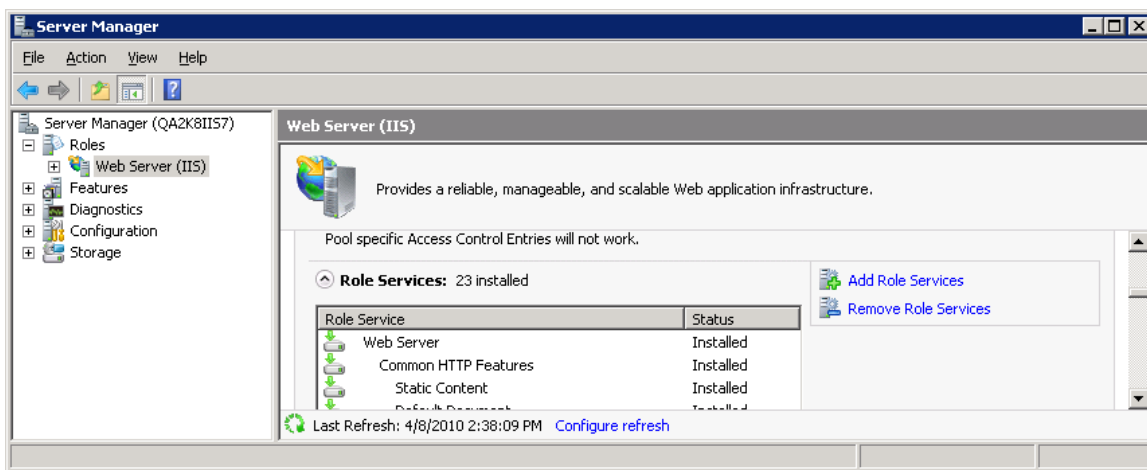 Server Manager
File Action View Help
Server Manager (QA2K8IIS7)
Roles
Web Server (IIS)
Features
Diagnostics
Configuration
Storage
Web Server (IIS)
Provides a reliable, manageable, and scalable Web application infrastructure.
Pool specific Access Control Entries will not work.
Role Services: 23 installed
Add Role Services
Remove Role Services
Role Service Status
Web Server Installed
Common HTTP Features Installed
Static Content Installed
Default Document Installed
Last Refresh: 4/8/2010 2:38:09 PM Configure refresh